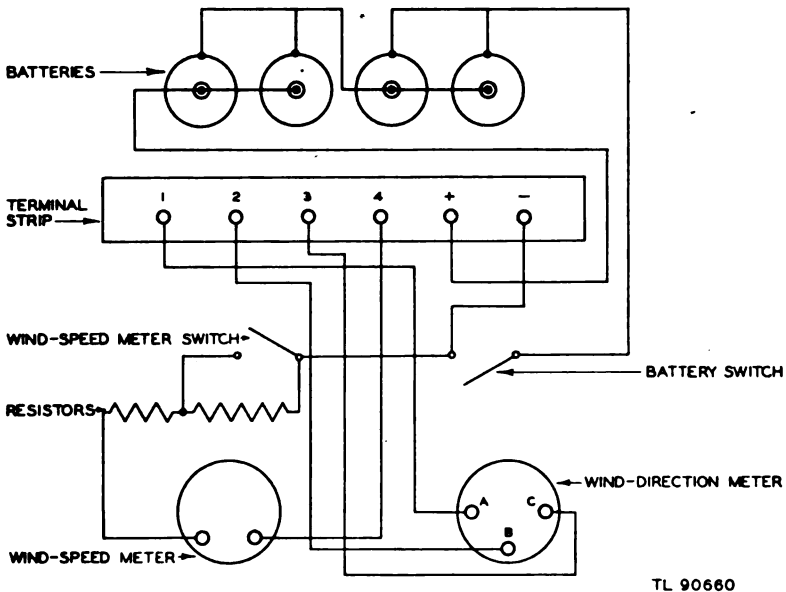 BATTERIES
TERMINAL
STRIP
1 2 3 4 + −
WIND-SPEED METER SWITCH
BATTERY SWITCH
RESISTORS
WIND-DIRECTION METER
A C
B
WIND-SPEED METER
TL 90660